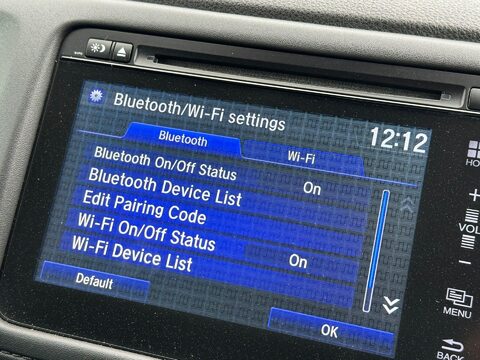 Bluetooth/Wi-Fi settings
12:12
Bluetooth
Wi-Fi
Bluetooth On/Off Status On
Bluetooth Device List
Edit Pairing Code
Wi-Fi On/Off Status On
Wi-Fi Device List
Default
OK
VOL
MENU
BACK